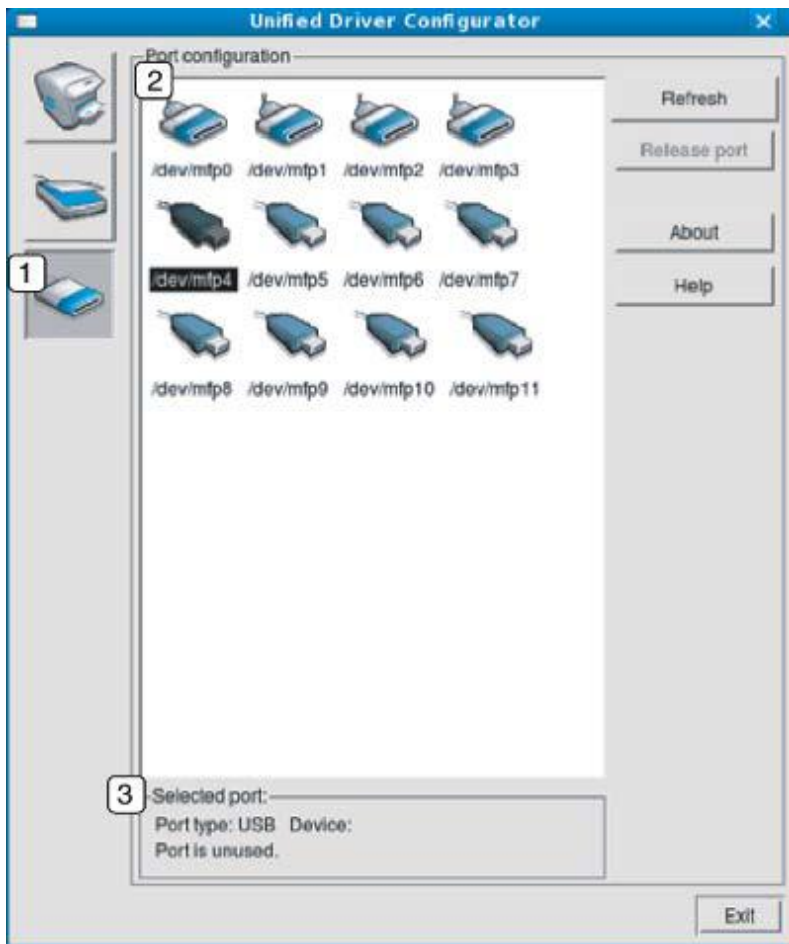 Unified Driver Configurator
Port configuration
2
Refresh
/dev/mfp0 /dev/mfp1 /dev/mfp2 /dev/mfp3
Release port
/dev/mfp4 /dev/mfp5 /dev/mfp6 /dev/mfp7
About
1
Help
/dev/mfp8 /dev/mfp9 /dev/mfp10 /dev/mfp11
3
Selected port:
Port type: USB Device:
Port is unused.
Exit